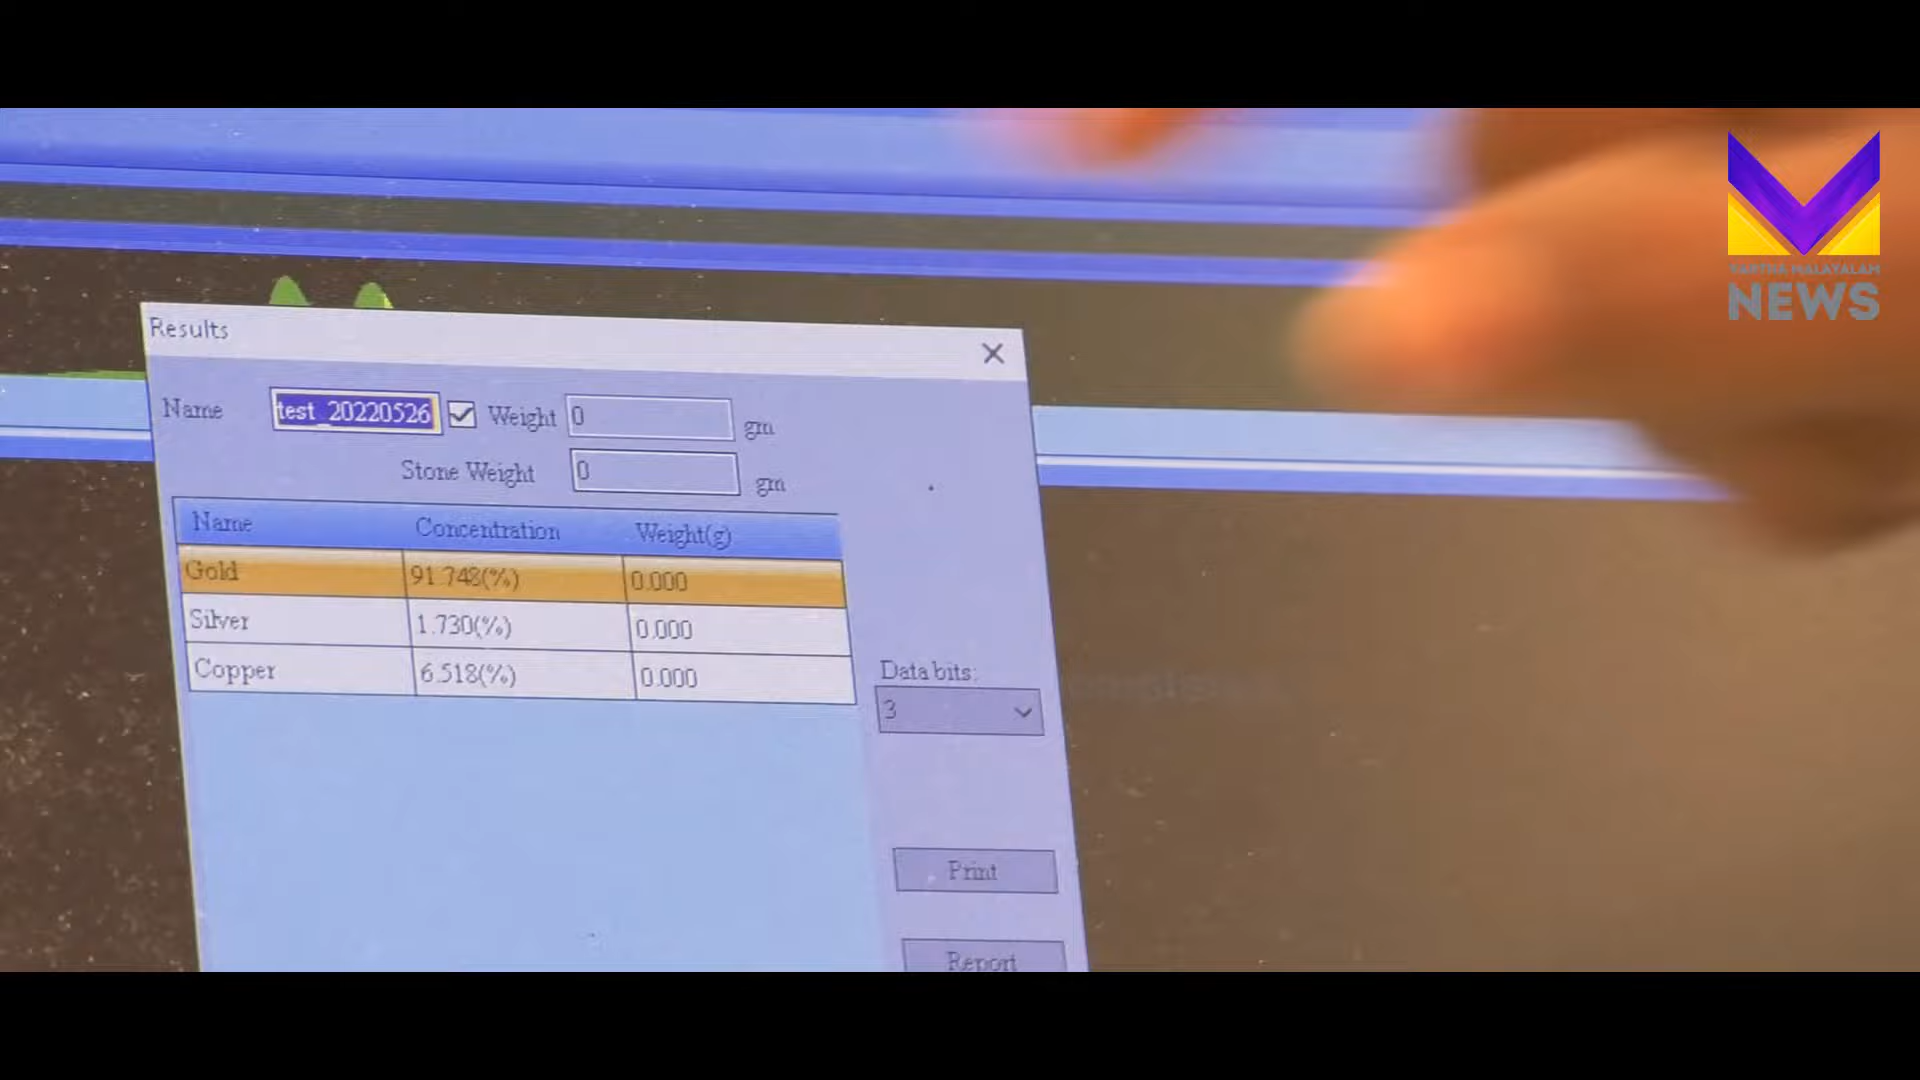 NEWS
Results
Name test_20220526 Weight 0 gm
Stone Weight 0 gm
Name Concentration Weight(g)
Gold 91.748(%) 0.000
Silver 1.730(%) 0.000
Copper 6.518(%) 0.000
Data bits:
3
Print
Report